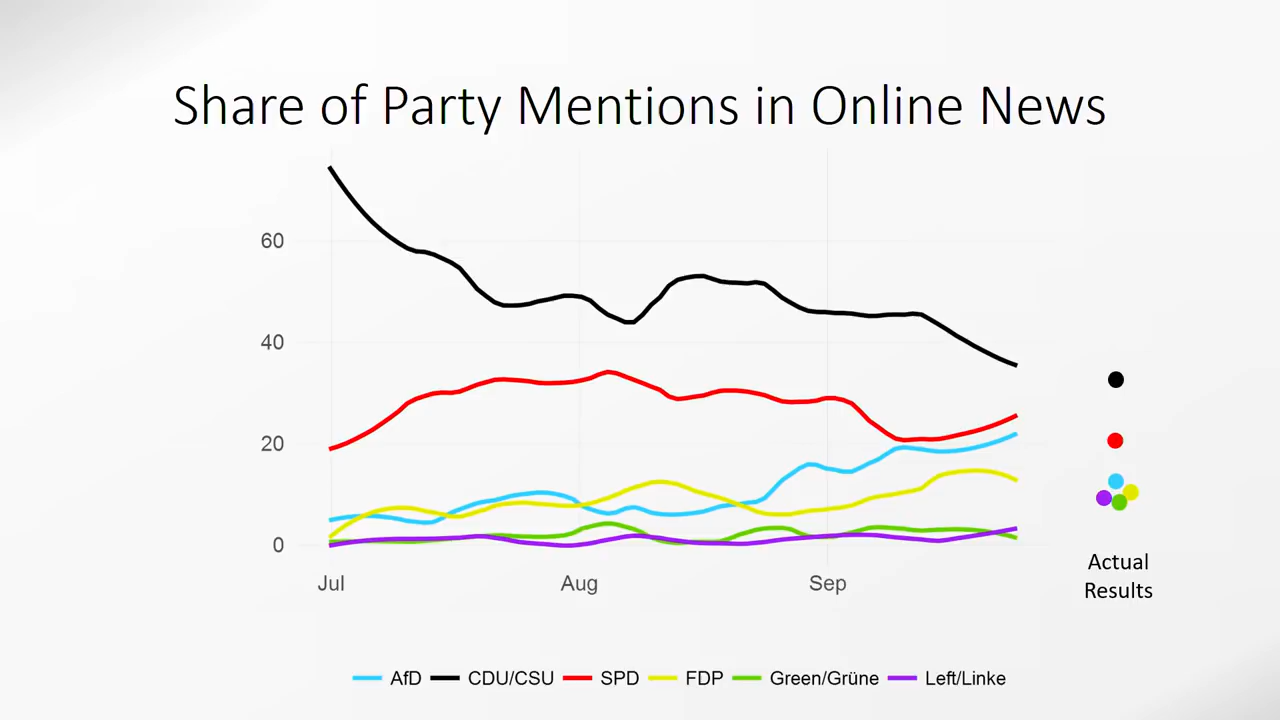 Share of Party Mentions in Online News
60
40
20
0
Jul Aug Sep
Actual
Results
AfD CDU/CSU SPD FDP Green/Grüne Left/Linke